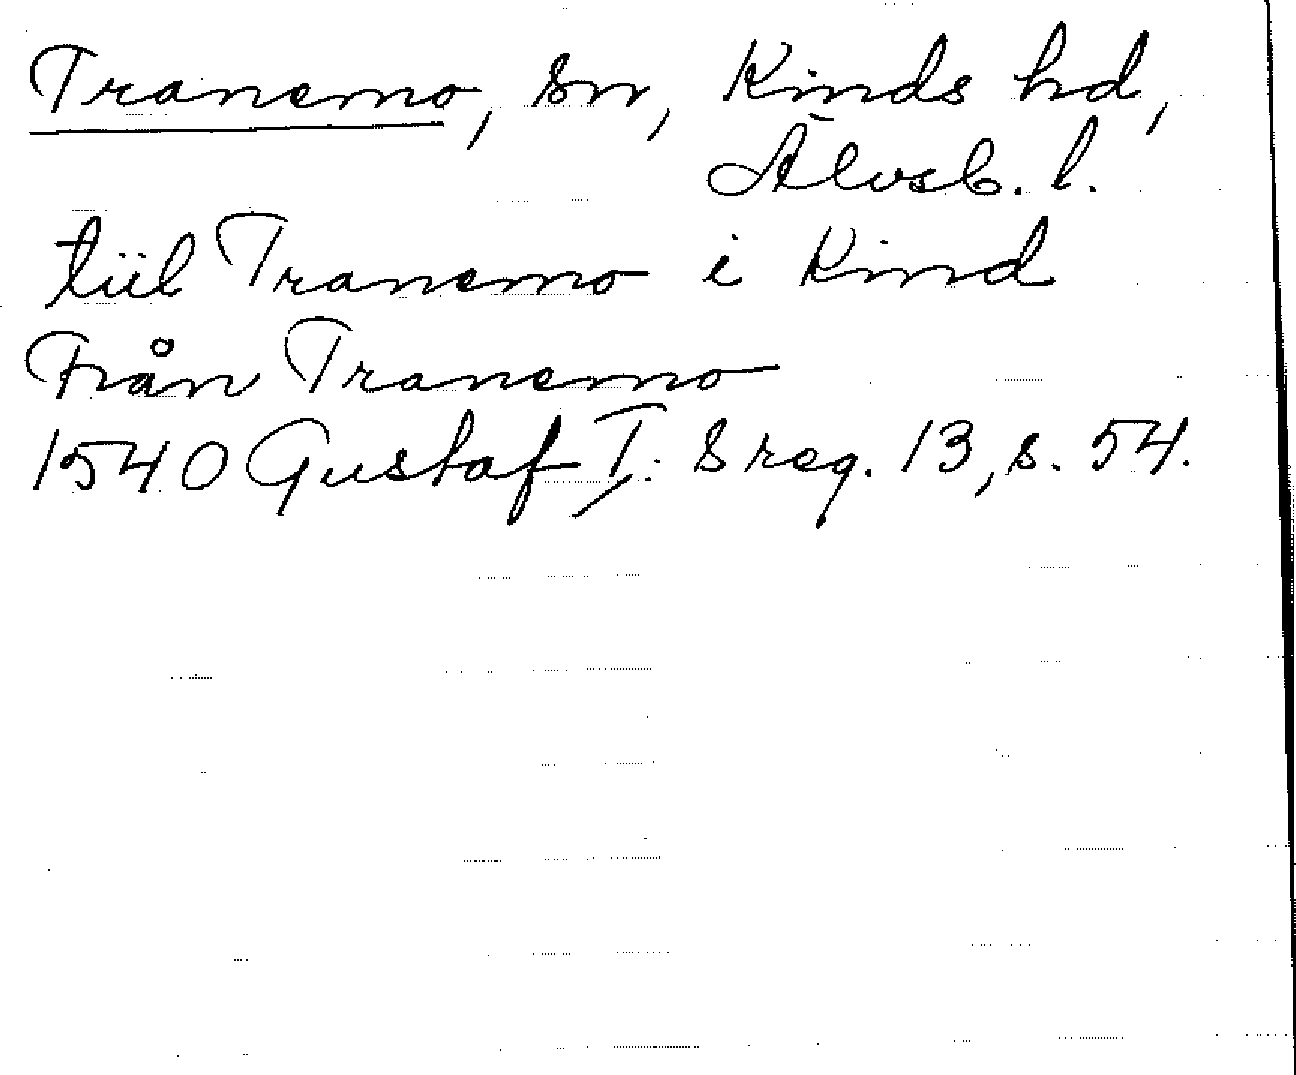 Tranemo, sn, Kinds hd,
Älvsb. l.
tiil Tranemo i Kind
Från Tranemo
1540 Gustaf I: s reg. 13, s. 54.